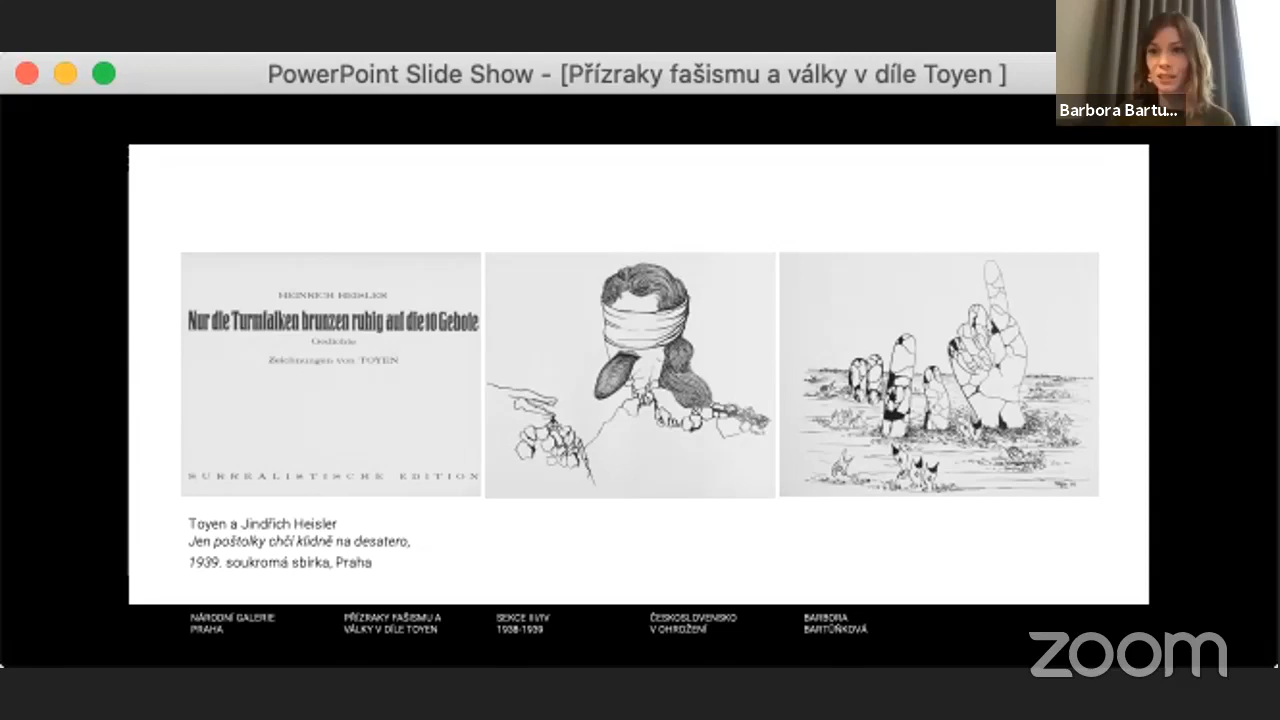 PowerPoint Slide Show - [Přízraky fašismu a války v díle Toyen ]
Barbora Bartu...
HEINRICH HEISLER
Nur die Turmfalken brunzen ruhig auf die 10 Gebote
Gedichte
Zeichnungen von TOYEN
SURREALISTISCHE EDITION
Toyen a Jindřich Heisler
Jen poštolky chčí klidně na desatero,
1939. soukromá sbírka, Praha
NÁRODNÍ GALERIE
PRAHA
PŘÍZRAKY FAŠISMU A
VÁLKY V DÍLE TOYEN
SEKCE III/IV
1938-1939
ČESKOSLOVENSKO
V OHROŽENÍ
BARBORA
BARTŮŇKOVÁ
zoom